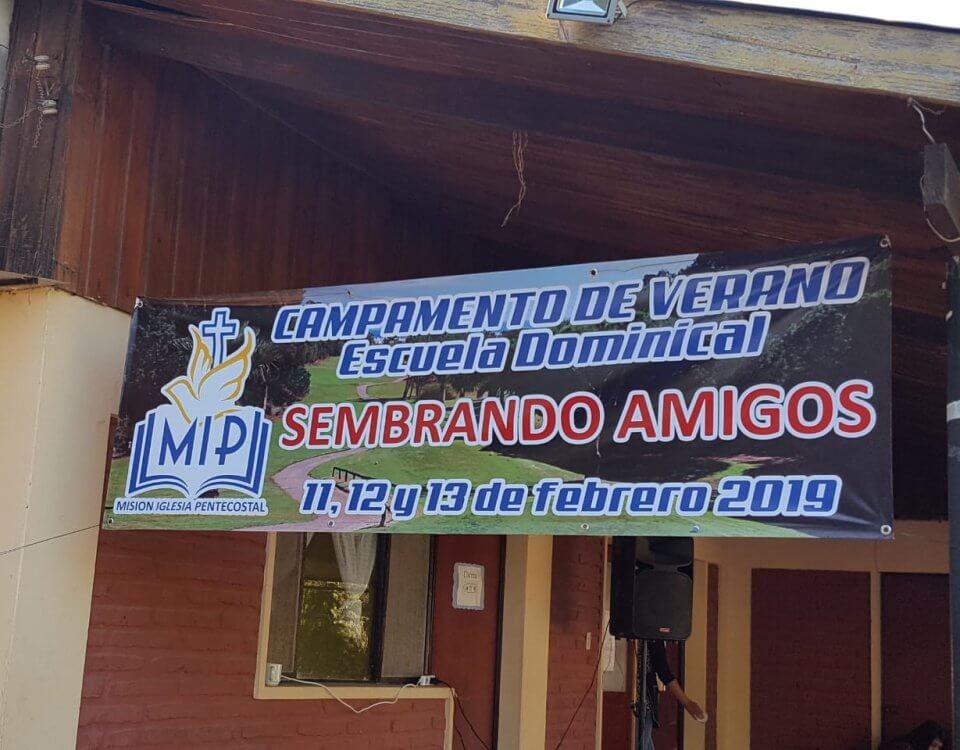 CAMPAMENTO DE VERANO
Escuela Dominical
SEMBRANDO AMIGOS
11, 12 y 13 de febrero 2019
MIP
MISION IGLESIA PENTECOSTAL